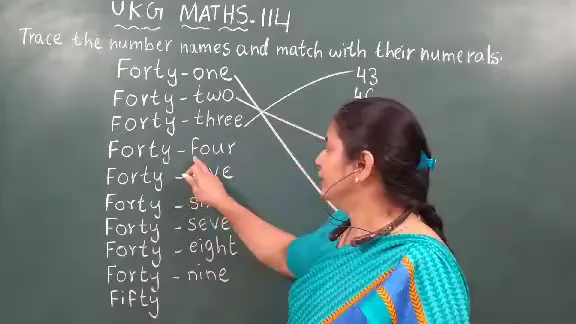 UKG MATHS.114
Trace the number names and match with their numerals.
Forty-one 43
Forty-two
Forty-three
Forty-four
Forty -
Forty -
Forty - seve
Forty - eight
Forty - nine
Fifty